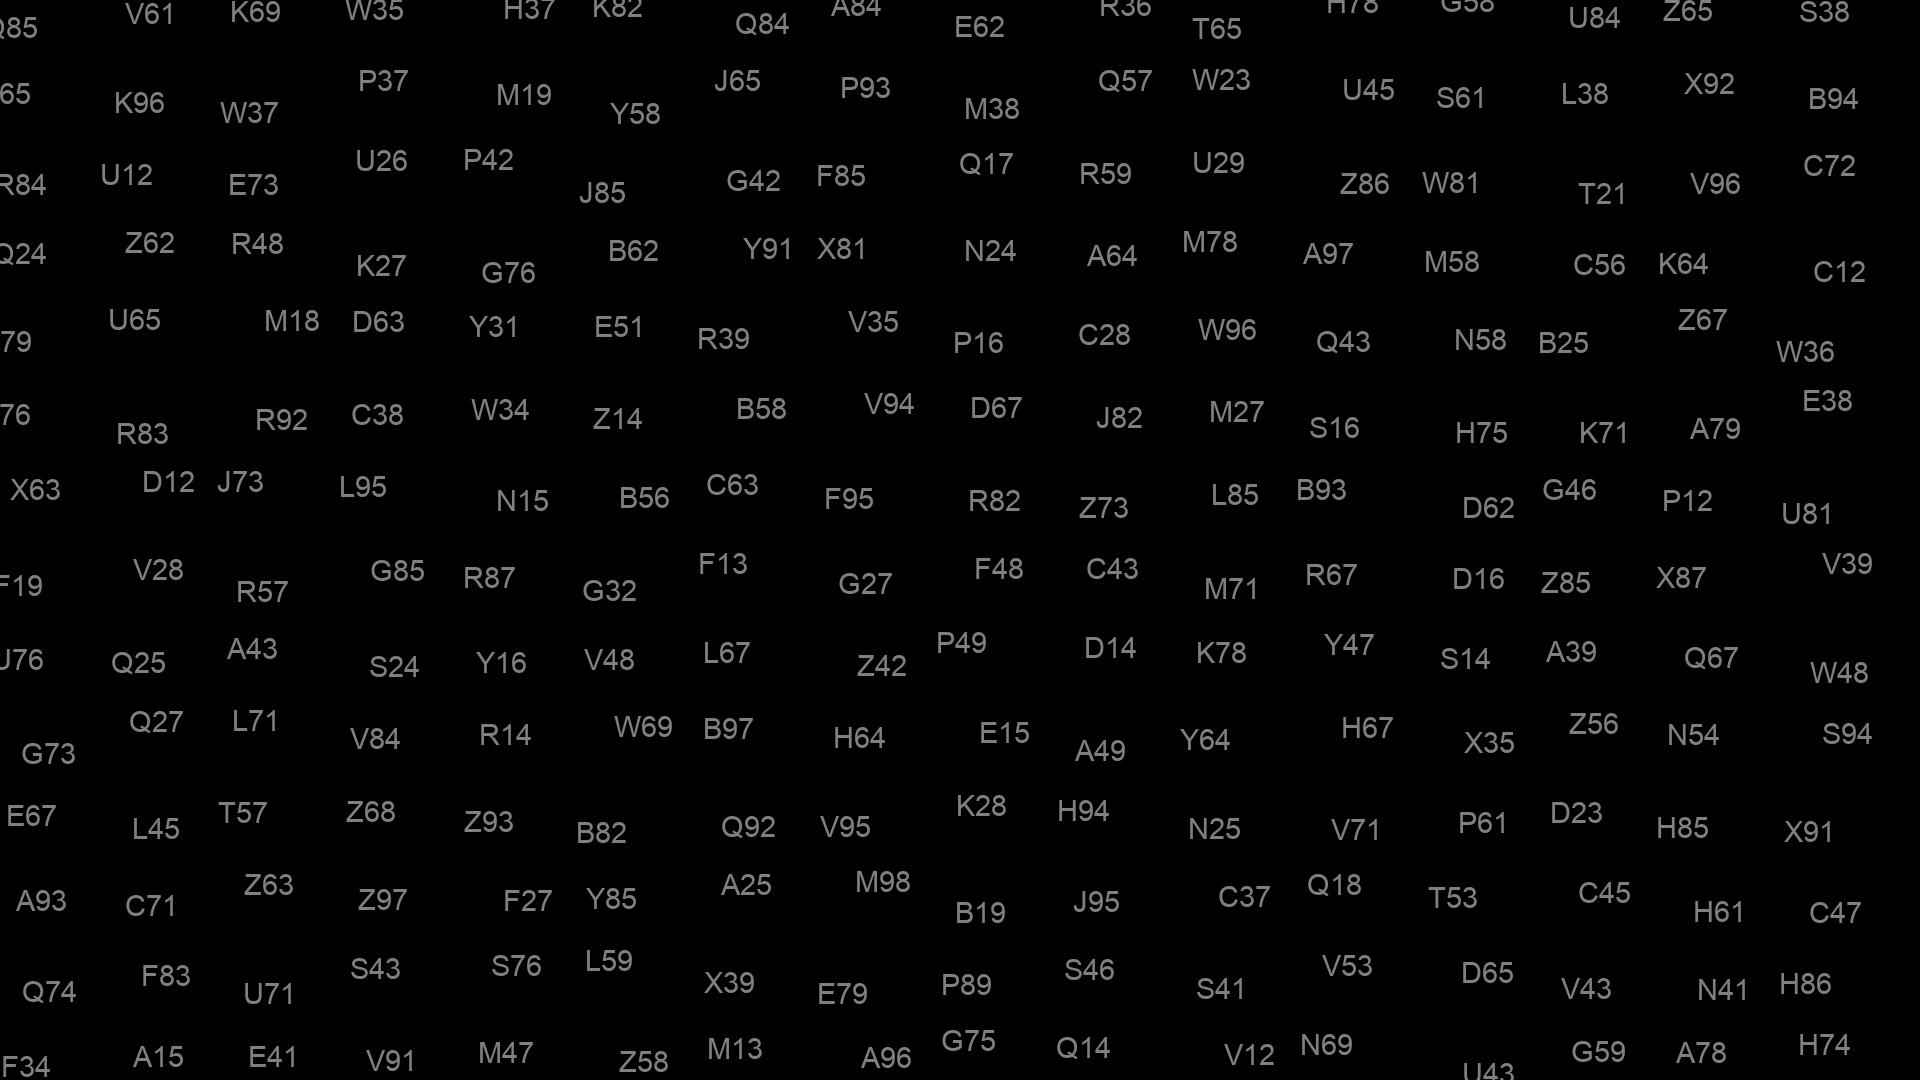 Q85 V61 K69 W35 H37 K82 Q84 A84 E62 R36 T65 H78 G58 U84 Z65 S38
65 K96 W37 P37 M19 Y58 J65 P93 M38 Q57 W23 U45 S61 L38 X92 B94
R84 U12 E73 U26 P42 J85 G42 F85 Q17 R59 U29 Z86 W81 T21 V96 C72
Q24 Z62 R48 K27 G76 B62 Y91 X81 N24 A64 M78 A97 M58 C56 K64 C12
79 U65 M18 D63 Y31 E51 R39 V35 P16 C28 W96 Q43 N58 B25 Z67 W36
76 R83 R92 C38 W34 Z14 B58 V94 D67 J82 M27 S16 H75 K71 A79 E38
X63 D12 J73 L95 N15 B56 C63 F95 R82 Z73 L85 B93 D62 G46 P12 U81
F19 V28 R57 G85 R87 G32 F13 G27 F48 C43 M71 R67 D16 Z85 X87 V39
U76 Q25 A43 S24 Y16 V48 L67 Z42 P49 D14 K78 Y47 S14 A39 Q67 W48
G73 Q27 L71 V84 R14 W69 B97 H64 E15 A49 Y64 H67 X35 Z56 N54 S94
E67 L45 T57 Z68 Z93 B82 Q92 V95 K28 H94 N25 V71 P61 D23 H85 X91
A93 C71 Z63 Z97 F27 Y85 A25 M98 B19 J95 C37 Q18 T53 C45 H61 C47
Q74 F83 U71 S43 S76 L59 X39 E79 P89 S46 S41 V53 D65 V43 N41 H86
F34 A15 E41 V91 M47 Z58 M13 A96 G75 Q14 V12 N69 U43 G59 A78 H74